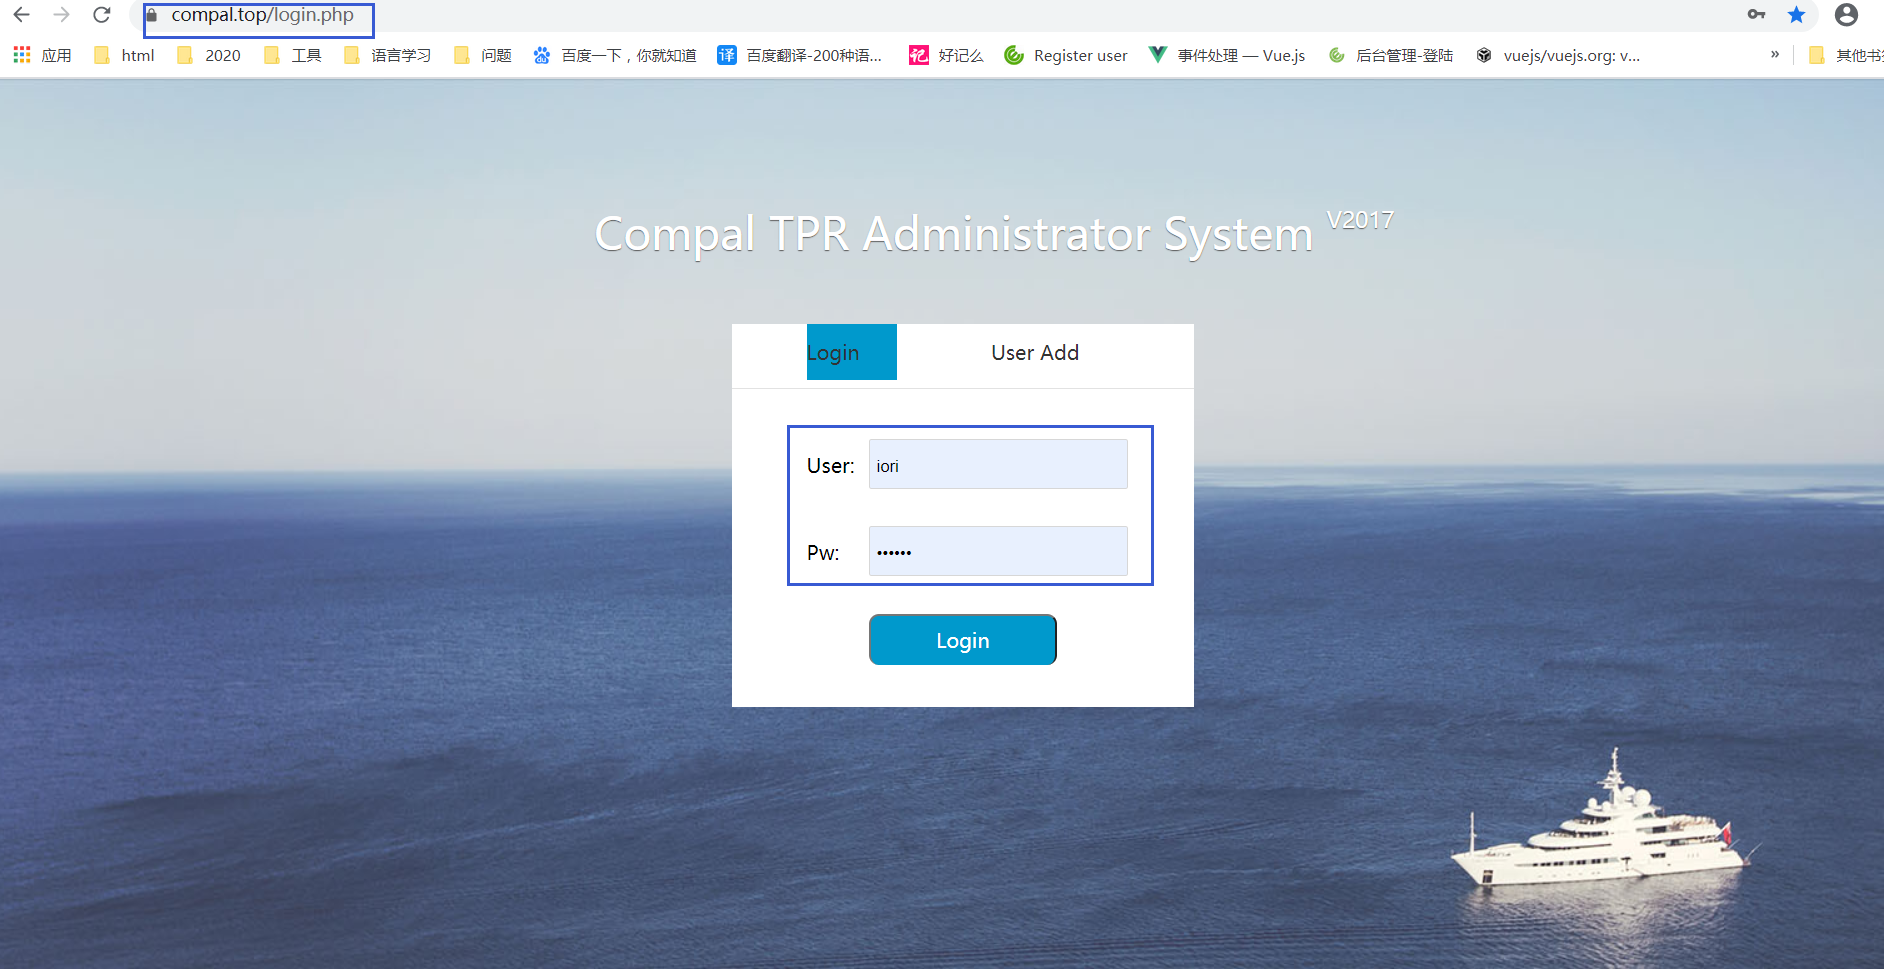 compal.top/login.php
应用 html 2020 工具 语言学习 问题 百度一下，你就知道 百度翻译-200种语... 好记么 Register user 事件处理 — Vue.js 后台管理-登陆 vuejs/vuejs.org: v... » 其他书
Compal TPR Administrator System V2017
Login User Add
User: iori
Pw: ••••••
Login